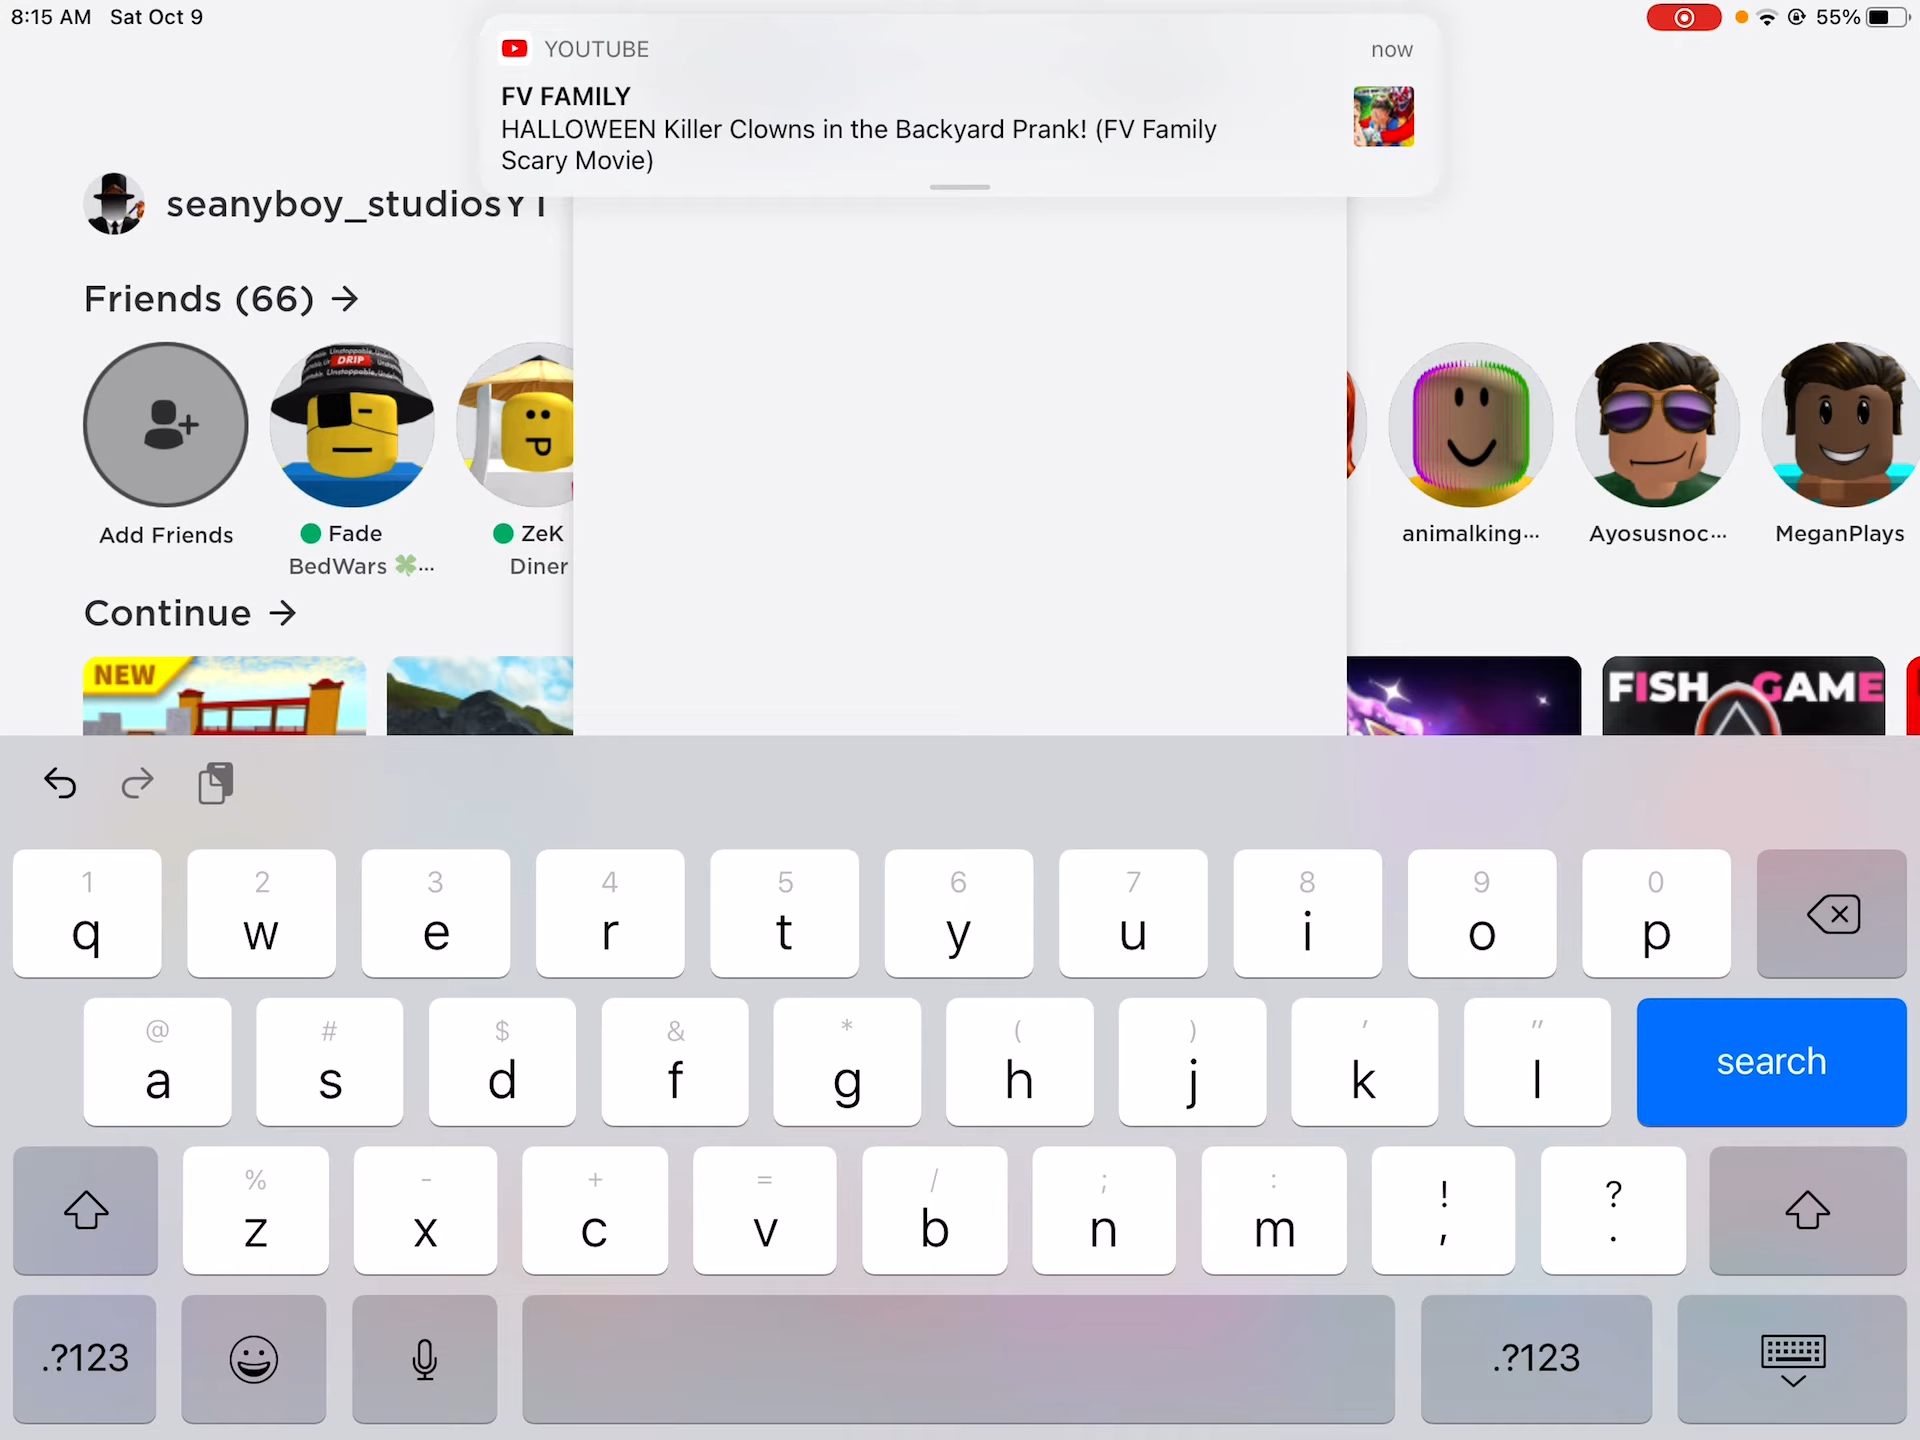 8:15 AM Sat Oct 9
55%
YOUTUBE
now
FV FAMILY
HALLOWEEN Killer Clowns in the Backyard Prank! (FV Family
Scary Movie)
seanyboy_studiosYT
Friends (66) →
DRIP
Add Friends
Fade
BedWars 🍀...
ZeK
Diner
animalking...
Ayosusnoc...
MeganPlays
Continue →
NEW
FISH GAME
1 2 3 4 5 6 7 8 9 0
q w e r t y u i o p
@ # $ & * ( ) ' "
a s d f g h j k l
search
% - + = / ; : ! ?
z x c v b n m , .
.?123
.?123